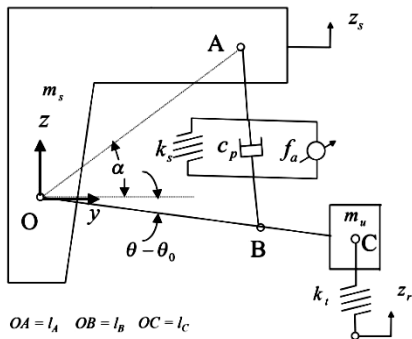 A
z_s
m_s
z
k_s
c_p
f_a
α
O
y
B
m_u
C
θ − θ_0
k_t
z_r
OA = l_A OB = l_B OC = l_C